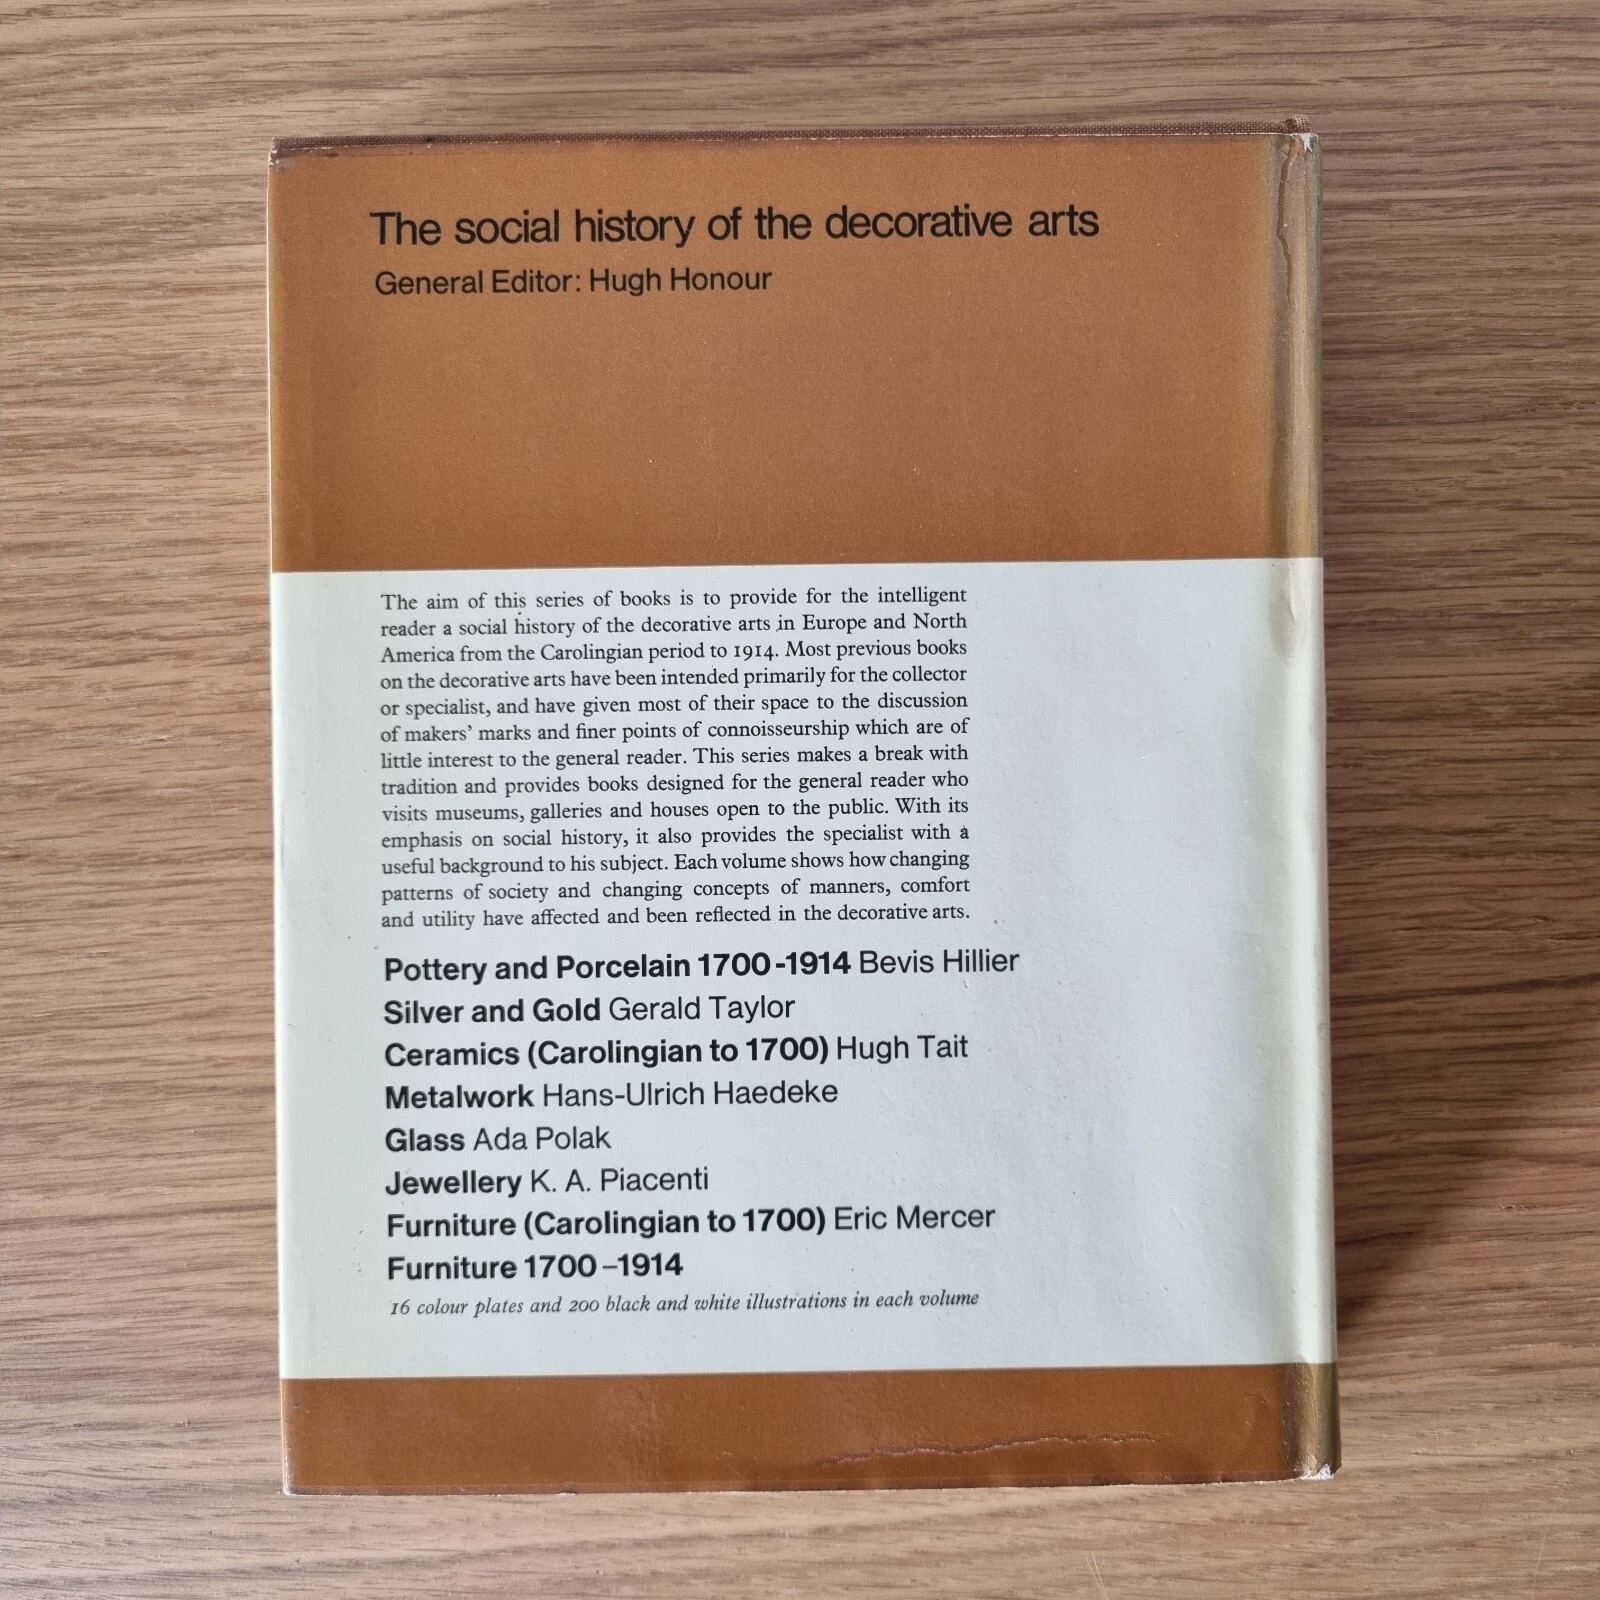 The social history of the decorative arts
General Editor: Hugh Honour
The aim of this series of books is to provide for the intelligent
reader a social history of the decorative arts in Europe and North
America from the Carolingian period to 1914. Most previous books
on the decorative arts have been intended primarily for the collector
or specialist, and have given most of their space to the discussion
of makers' marks and finer points of connoisseurship which are of
little interest to the general reader. This series makes a break with
tradition and provides books designed for the general reader who
visits museums, galleries and houses open to the public. With its
emphasis on social history, it also provides the specialist with a
useful background to his subject. Each volume shows how changing
patterns of society and changing concepts of manners, comfort
and utility have affected and been reflected in the decorative arts.
Pottery and Porcelain 1700-1914 Bevis Hillier
Silver and Gold Gerald Taylor
Ceramics (Carolingian to 1700) Hugh Tait
Metalwork Hans-Ulrich Haedeke
Glass Ada Polak
Jewellery K. A. Piacenti
Furniture (Carolingian to 1700) Eric Mercer
Furniture 1700–1914
16 colour plates and 200 black and white illustrations in each volume